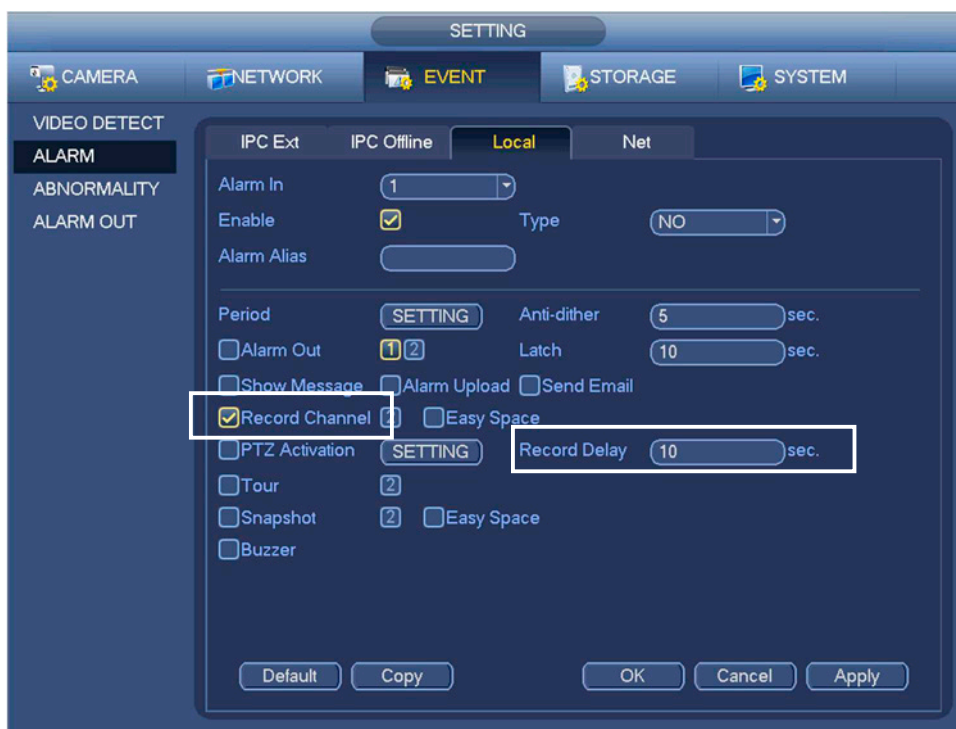 SETTING
CAMERA NETWORK EVENT STORAGE SYSTEM
VIDEO DETECT
ALARM
ABNORMALITY
ALARM OUT
IPC Ext IPC Offline Local Net
Alarm In 1
Enable Type NO
Alarm Alias
Period SETTING Anti-dither 5 sec.
Alarm Out 1 2 Latch 10 sec.
Show Message Alarm Upload Send Email
Record Channel 2 Easy Space
PTZ Activation SETTING Record Delay 10 sec.
Tour 2
Snapshot 2 Easy Space
Buzzer
Default Copy OK Cancel Apply